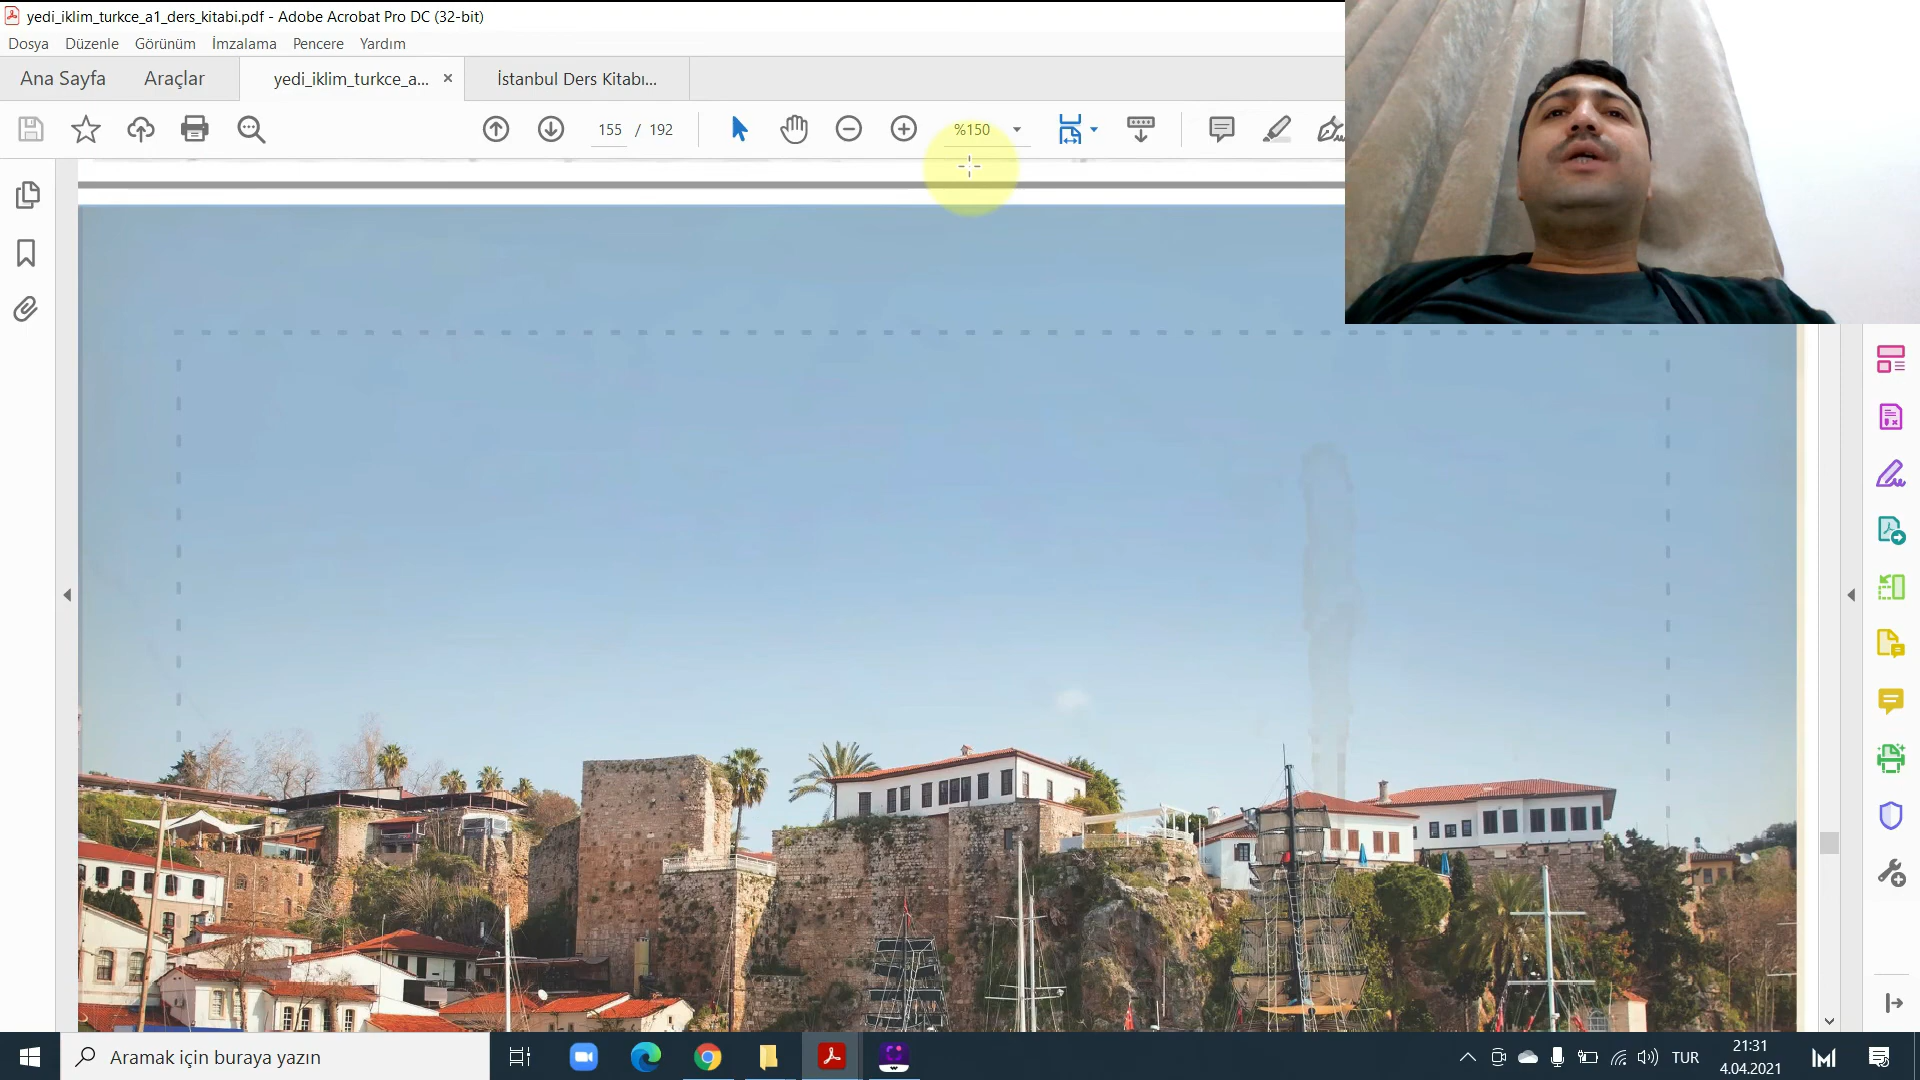 yedi_iklim_turkce_a1_ders_kitabi.pdf - Adobe Acrobat Pro DC (32-bit)
Dosya Düzenle Görünüm İmzalama Pencere Yardım
Ana Sayfa Araçlar yedi_iklim_turkce_a... × İstanbul Ders Kitabı...
155 / 192 %150
Aramak için buraya yazın
TUR
21:31
4.04.2021